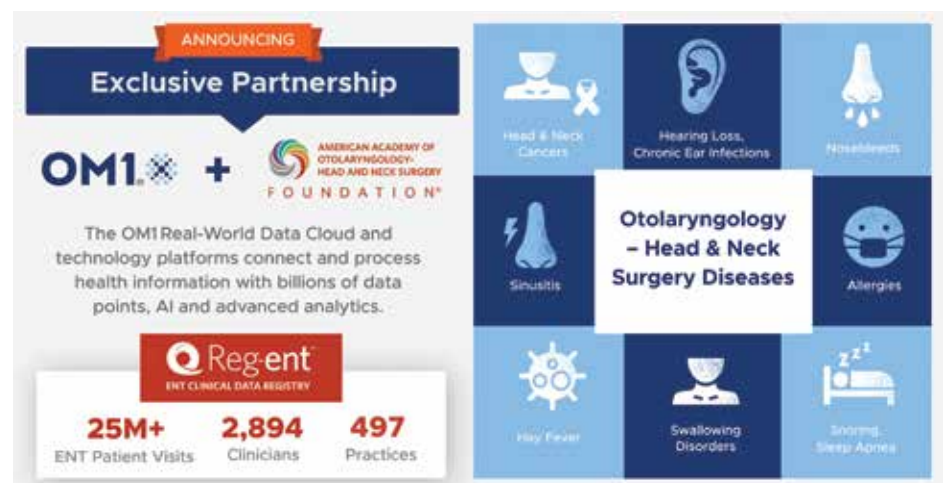 ANNOUNCING
Exclusive Partnership
OM1
+
AMERICAN ACADEMY OF
OTOLARYNGOLOGY-
HEAD AND NECK SURGERY
FOUNDATION®
The OM1 Real-World Data Cloud and
technology platforms connect and process
health information with billions of data
points, AI and advanced analytics.
Reg-ent
ENT CLINICAL DATA REGISTRY
25M+
ENT Patient Visits
2,894
Clinicians
497
Practices
Head & Neck
Cancers
Hearing Loss,
Chronic Ear Infections
Nosebleeds
Sinusitis
Otolaryngology
– Head & Neck
Surgery Diseases
Allergies
Hay Fever
Swallowing
Disorders
zzz
Snoring,
Sleep Apnea